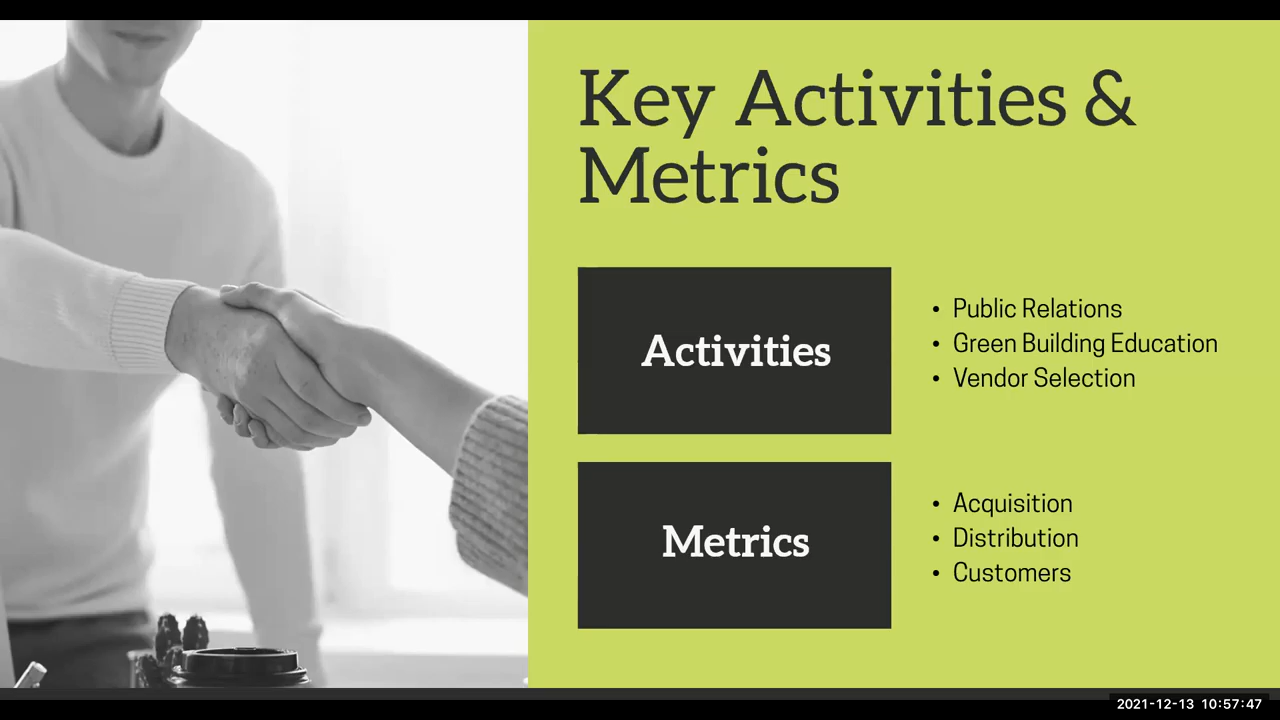 Key Activities &
Metrics
Activities
• Public Relations
• Green Building Education
• Vendor Selection
Metrics
• Acquisition
• Distribution
• Customers
2021-12-13 10:57:47